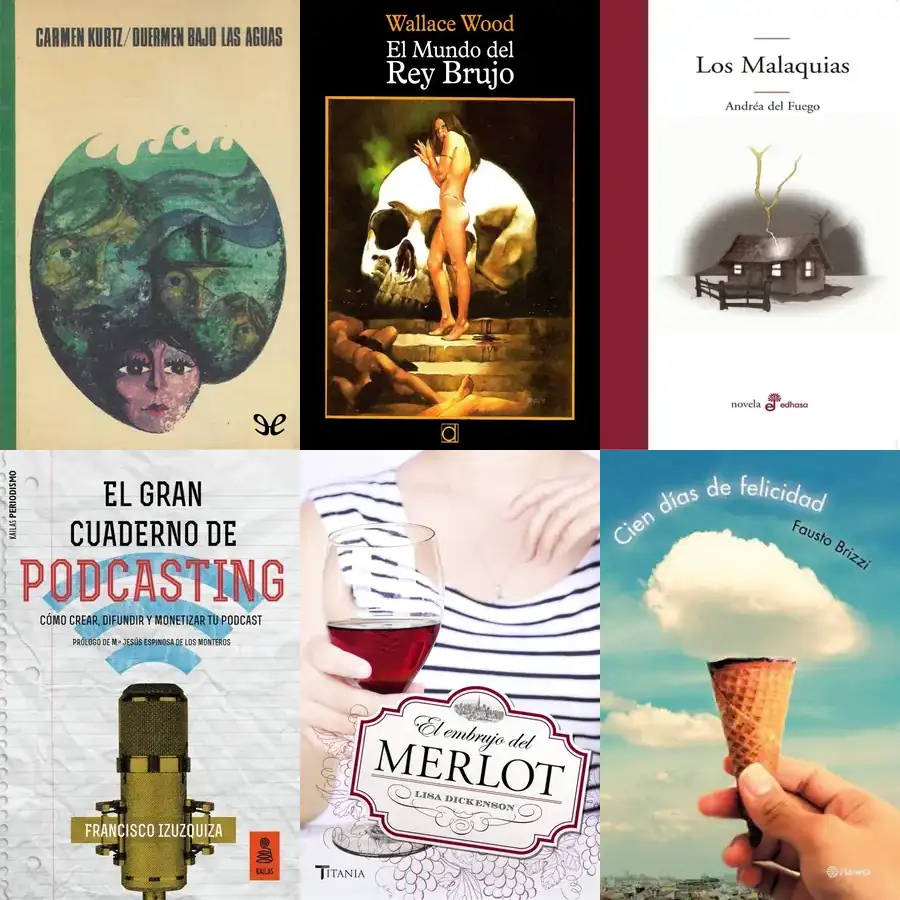 CARMEN KURTZ/DUERMEN BAJO LAS AGUAS
Wallace Wood
El Mundo del
Rey Brujo
Los Malaquias
Andréa del Fuego
novela edhasa
KAILAS PERIODISMO
EL GRAN
CUADERNO DE
PODCASTING
CÓMO CREAR, DIFUNDIR Y MONETIZAR TU PODCAST
PRÓLOGO DE Mª JESÚS ESPINOSA DE LOS MONTEROS
FRANCISCO IZUZQUIZA
KAILAS
El embrujo del
MERLOT
LISA DICKENSON
TITANIA
Cien días de felicidad
Fausto Brizzi
Planeta